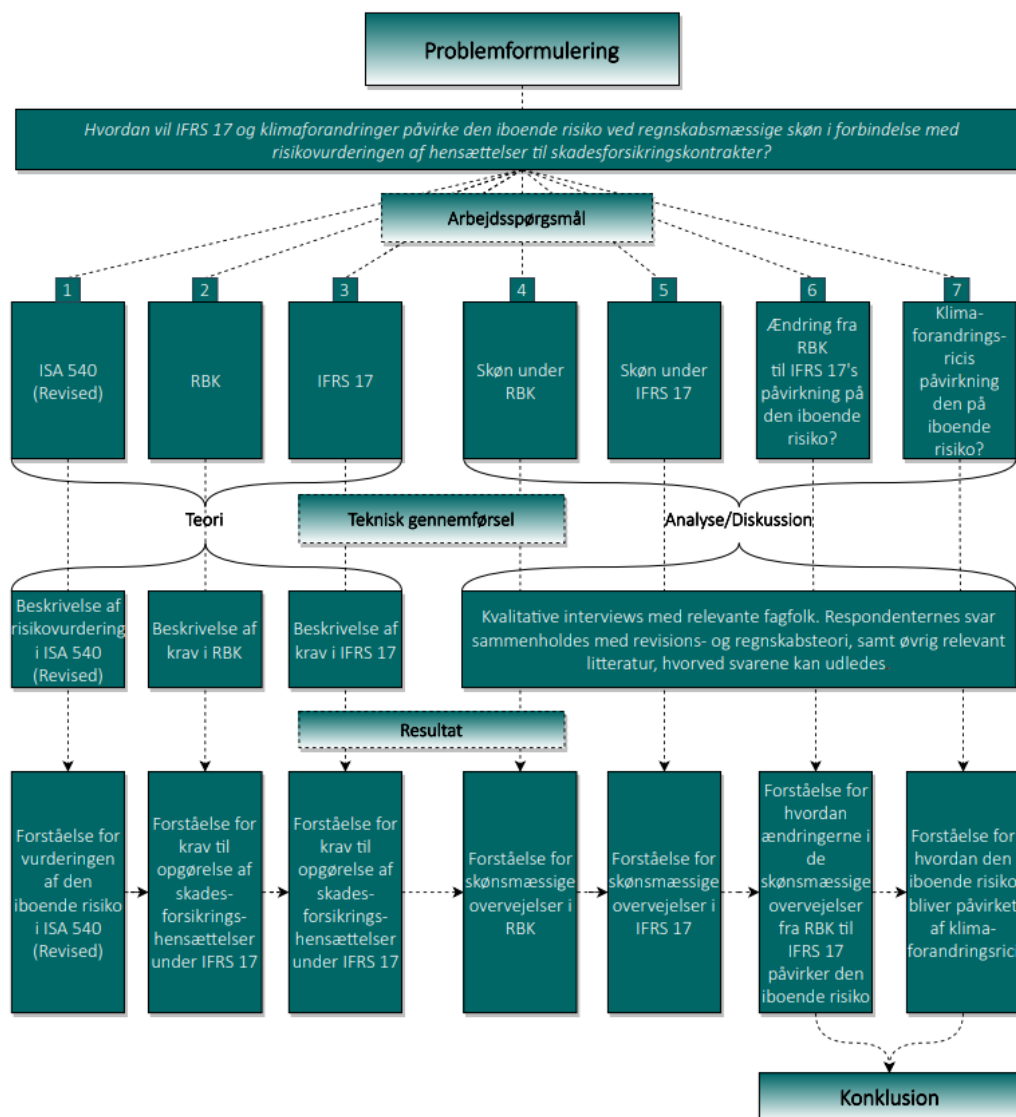 Problemformulering
Hvordan vil IFRS 17 og klimaforandringer påvirke den iboende risiko ved regnskabsmæssige skøn i forbindelse med
risikovurderingen af hensættelser til skadesforsikringskontrakter?
Arbejdsspørgsmål
1
2
3
4
5
6
7
ISA 540
(Revised)
RBK
IFRS 17
Skøn under
RBK
Skøn under
IFRS 17
Ændring fra
RBK
til IFRS 17's
påvirkning på
den iboende
risiko?
Klima-
forandrings-
ricis
påvirkning
den på
iboende
risiko?
Teori
Teknisk gennemførsel
Analyse/Diskussion
Beskrivelse af
risikovurdering
i ISA 540
(Revised)
Beskrivelse af
krav i RBK
Beskrivelse af
krav i IFRS 17
Kvalitative interviews med relevante fagfolk. Respondenternes svar
sammenholdes med revisions- og regnskabsteori, samt øvrig relevant
litteratur, hvorved svarene kan udledes.
Resultat
Forståelse for
vurderingen
af den
iboende risiko
i ISA 540
(Revised)
Forståelse for
krav til
opgørelse af
skades-
forsikrings-
hensættelser
under IFRS 17
Forståelse for
krav til
opgørelse af
skades-
forsikrings-
hensættelser
under IFRS 17
Forståelse for
skønsmæssige
overvejelser i
RBK
Forståelse for
skønsmæssige
overvejelser i
IFRS 17
Forståelse for
hvordan
ændringerne i
de
skønsmæssige
overvejelser
fra RBK til
IFRS 17
påvirker den
iboende risiko
Forståelse for
hvordan den
iboende risiko
bliver påvirket
af klima-
forandringsrici
Konklusion